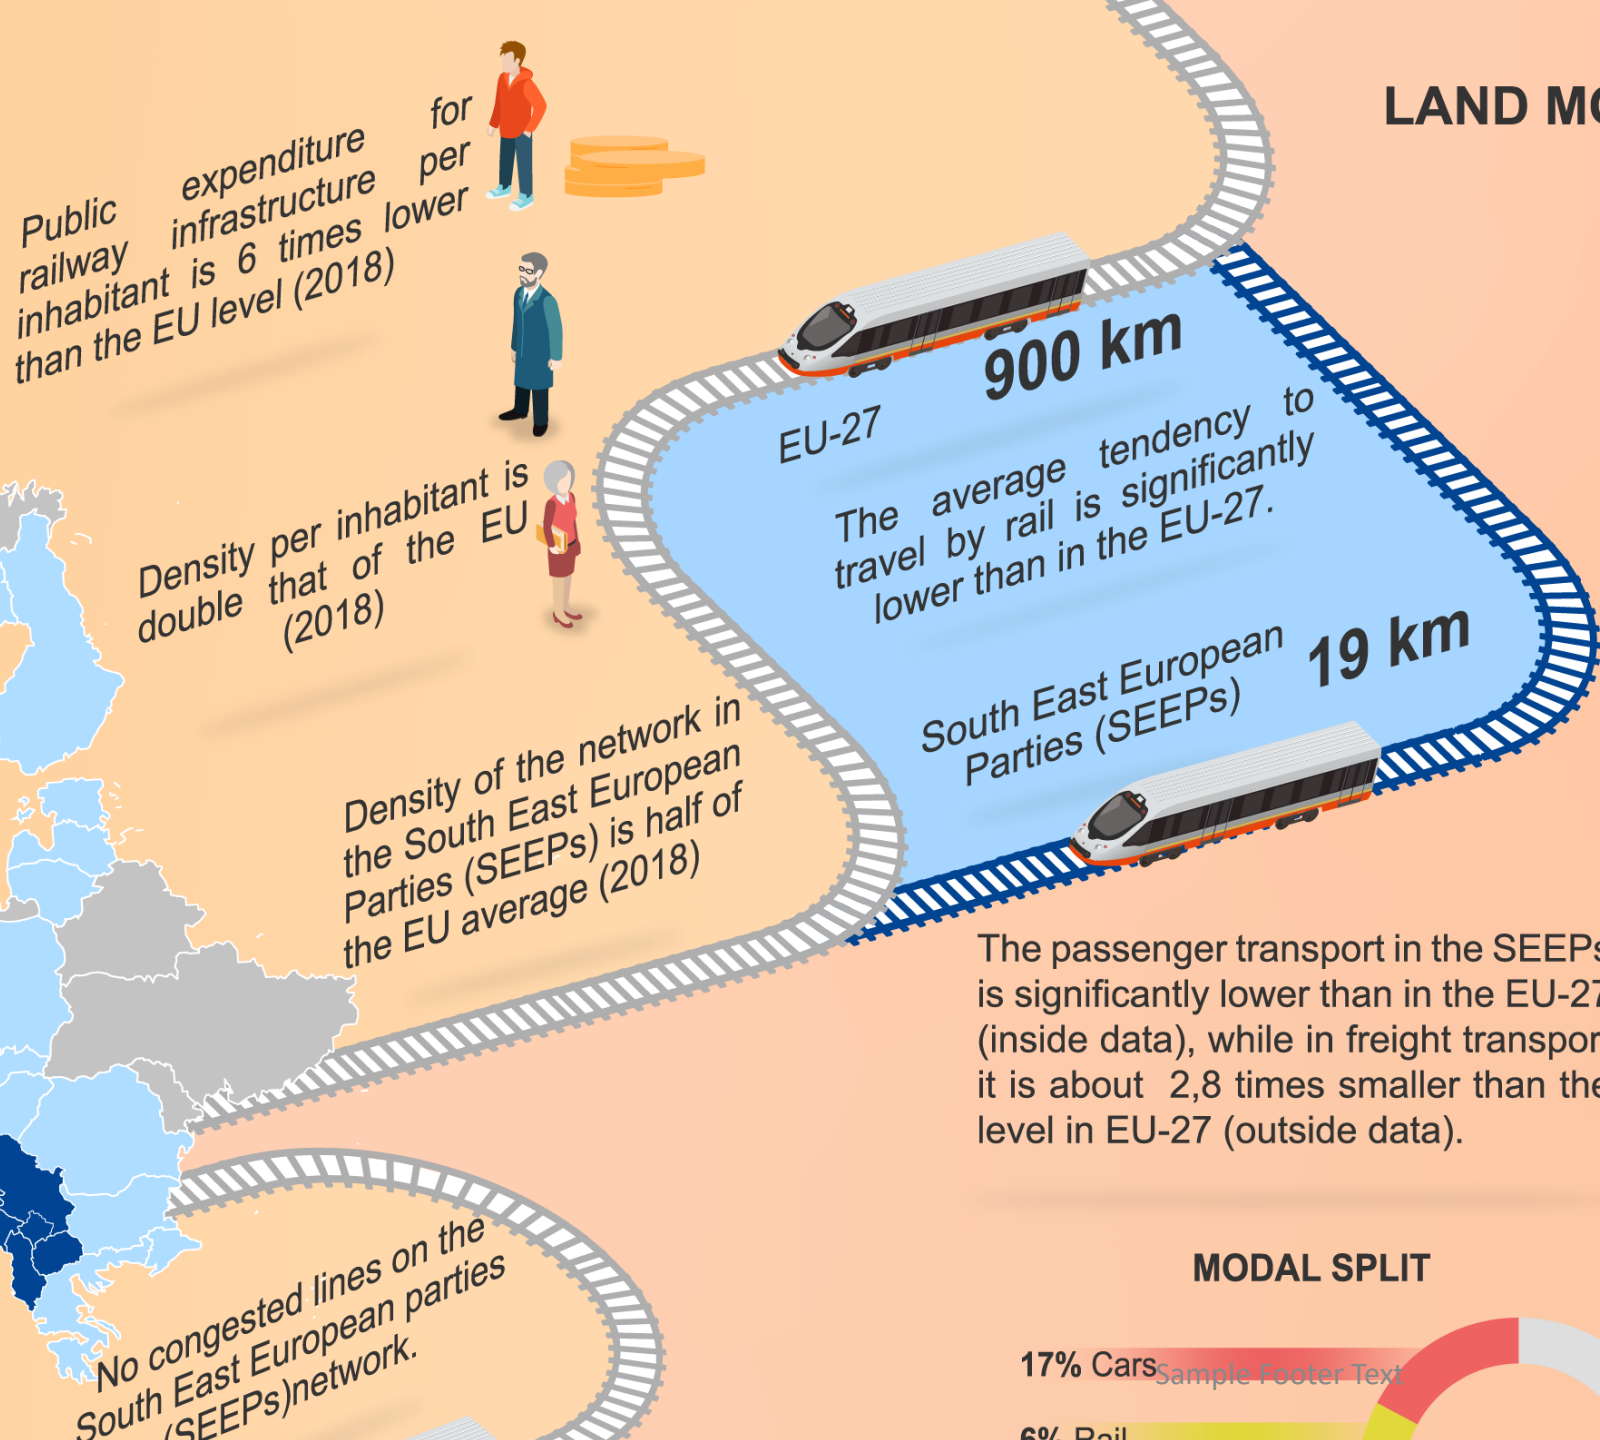 Public expenditure for
railway infrastructure per
inhabitant is 6 times lower
than the EU level (2018)
LAND
900 km
EU-27
The average tendency to
travel by rail is significantly
lower than in the EU-27.
Density per inhabitant is
double that of the EU
(2018)
South East European
Parties (SEEPs)
19 km
Density of the network in
the South East European
Parties (SEEPs) is half of
the EU average (2018)
The passenger transport in the SEEPs
is significantly lower than in the EU-27
(inside data), while in freight transport
it is about 2,8 times smaller than the
level in EU-27 (outside data).
No congested lines on the
South East European parties
(SEEPs)network.
MODAL SPLIT
17% Cars
Sample Footer Text
6% Rail